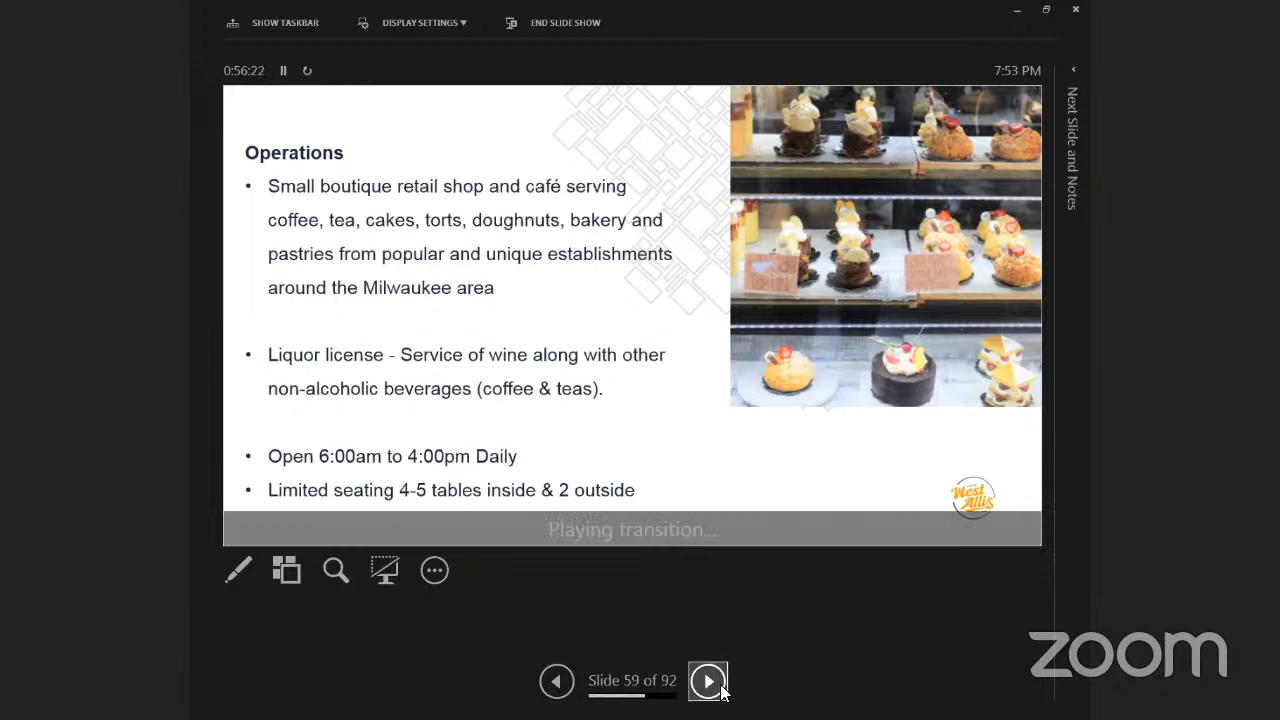 SHOW TASKBAR DISPLAY SETTINGS ▾ END SLIDE SHOW
0:56:22 7:53 PM
Next Slide and Notes
Operations
• Small boutique retail shop and café serving
coffee, tea, cakes, torts, doughnuts, bakery and
pastries from popular and unique establishments
around the Milwaukee area
• Liquor license - Service of wine along with other
non-alcoholic beverages (coffee & teas).
• Open 6:00am to 4:00pm Daily
• Limited seating 4-5 tables inside & 2 outside
West
Allis
Playing transition....
Slide 59 of 92
zoom